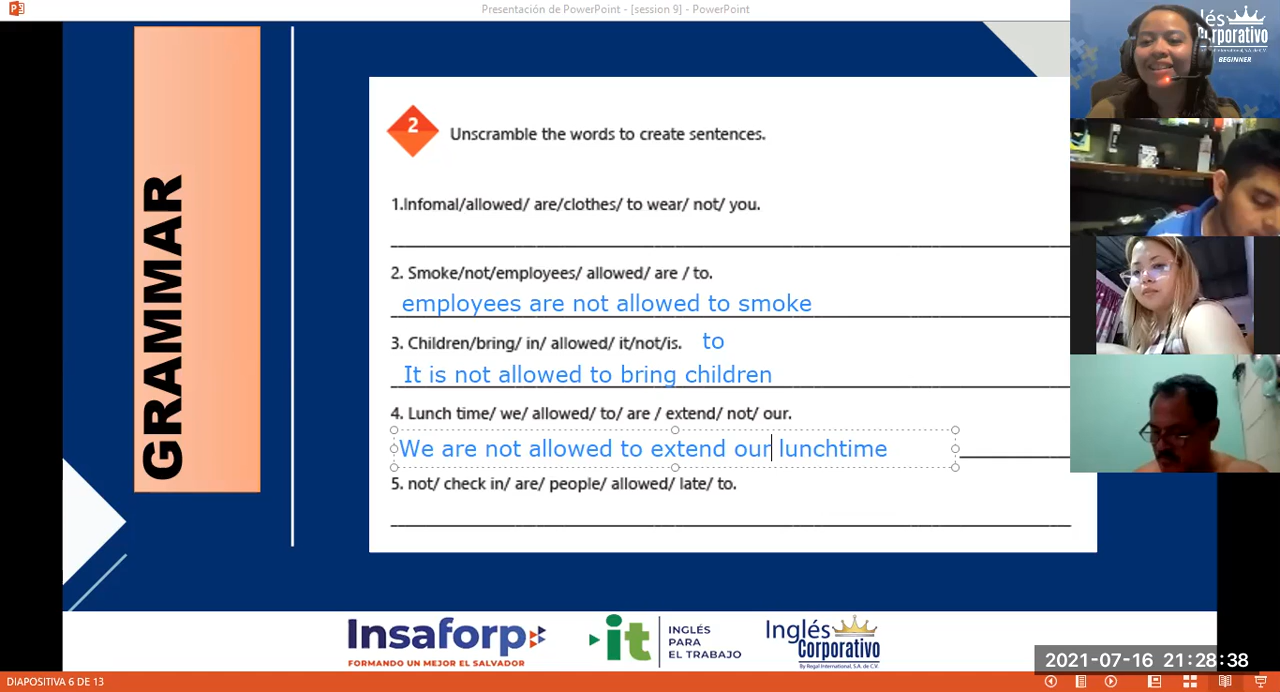 Presentación de PowerPoint - [session 9] - PowerPoint
lés
Corporativo
BEGINNER
GRAMMAR
2
Unscramble the words to create sentences.
1.Infomal/allowed/ are/clothes/ to wear/ not/ you.
2. Smoke/not/employees/ allowed/ are / to.
employees are not allowed to smoke
3. Children/bring/ in/ allowed/ it/not/is. to
It is not allowed to bring children
4. Lunch time/ we/ allowed/ to/ are / extend/ not/ our.
We are not allowed to extend our lunchtime
5. not/ check in/ are/ people/ allowed/ late/ to.
Insaforp
FORMANDO UN MEJOR EL SALVADOR
it
INGLÉS
PARA
EL TRABAJO
Inglés
Corporativo
By Regal International, S.A. de C.V.
2021-07-16 21:28:38
DIAPOSITIVA 6 DE 13